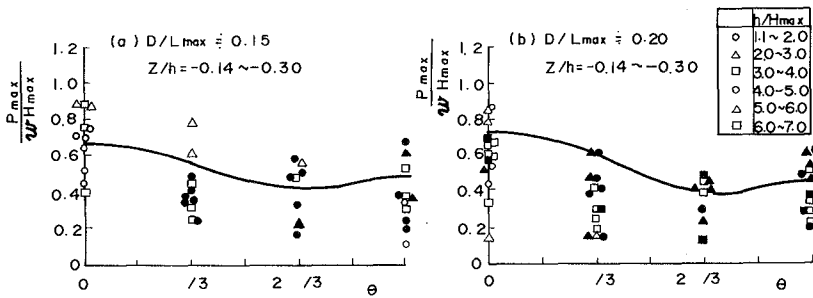 (a) D/Lmax ≒ 0.15
Z/h=-0.14~-0.30
Pmax
wHmax
1.2
1.0
0.8
0.6
0.4
0.2
0
0
/3
2 /3
θ
(b) D/Lmax ≒ 0.20
Z/h=-0.14~-0.30
Pmax
wHmax
1.2
1.0
0.8
0.6
0.4
0.2
0
0
/3
2 /3
θ
h/Hmax
1.1~2.0
2.0~3.0
3.0~4.0
4.0~5.0
5.0~6.0
6.0~7.0